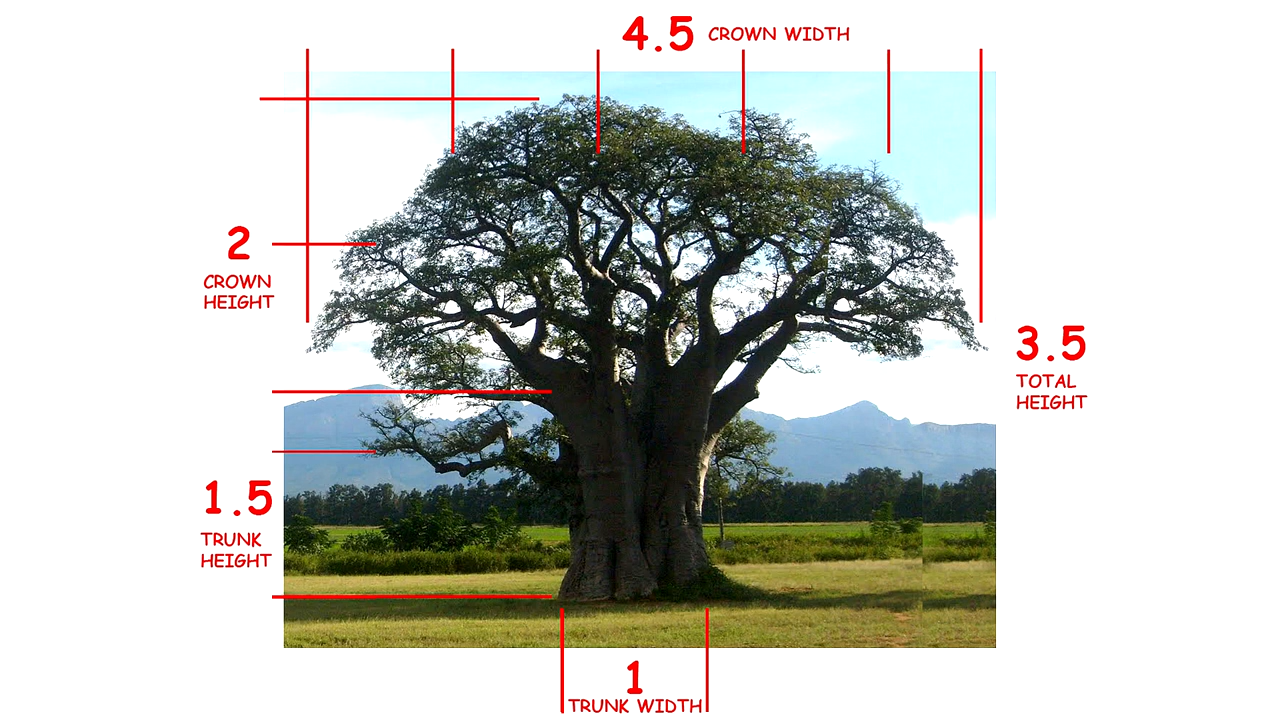 4.5 CROWN WIDTH
2
CROWN
HEIGHT
3.5
TOTAL
HEIGHT
1.5
TRUNK
HEIGHT
1
TRUNK WIDTH